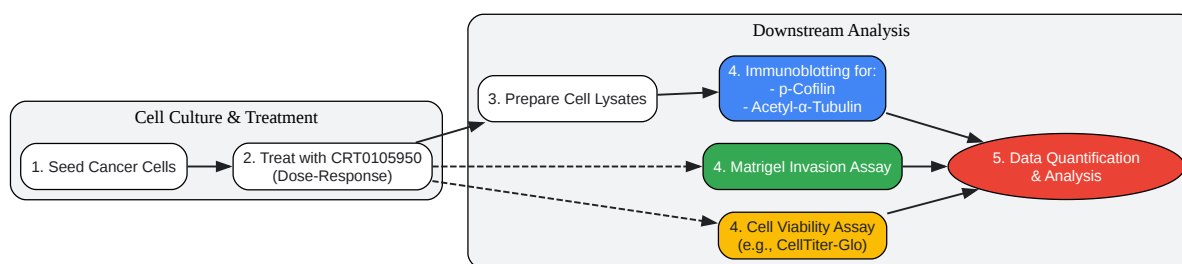 Cell Culture & Treatment
1. Seed Cancer Cells
2. Treat with CRT0105950
(Dose-Response)
Downstream Analysis
3. Prepare Cell Lysates
4. Immunoblotting for:
- p-Cofilin
- Acetyl-α-Tubulin
4. Matrigel Invasion Assay
4. Cell Viability Assay
(e.g., CellTiter-Glo)
5. Data Quantification
& Analysis